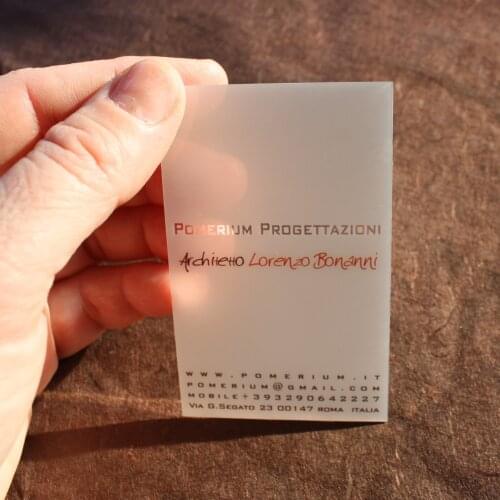 Pomerium Progettazioni
Architetto Lorenzo Bonanni
www.pomerium.it
pomerium@gmail.com
mobile+393290642227
Via G.Segato 23 00147 Roma Italia